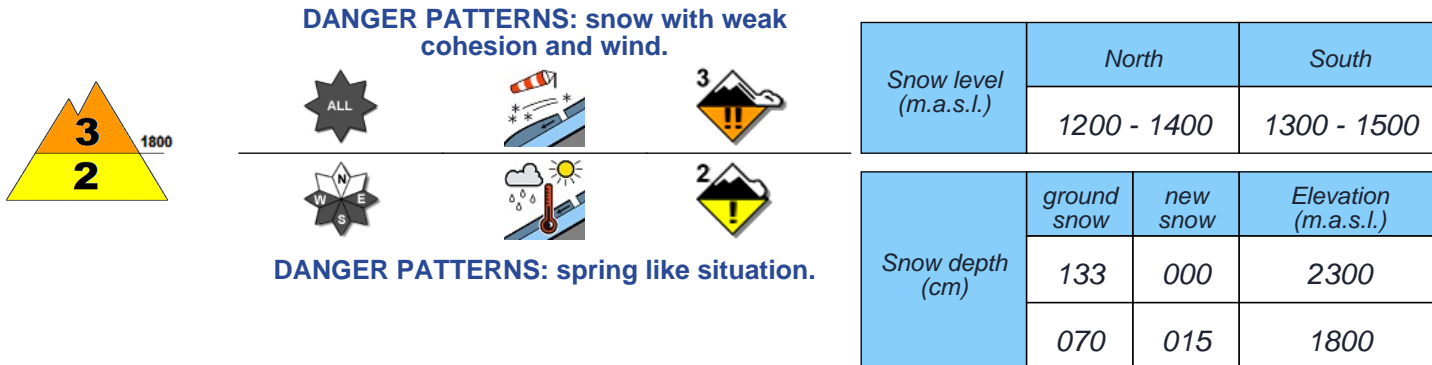 DANGER PATTERNS: snow with weak
cohesion and wind.
3
1800
2
ALL
3
!!
N
W E
S
2
!
DANGER PATTERNS: spring like situation.
Snow level
(m.a.s.l.)
North
South
1200 - 1400
1300 - 1500
Snow depth
(cm)
ground
snow
new
snow
Elevation
(m.a.s.l.)
133
000
2300
070
015
1800